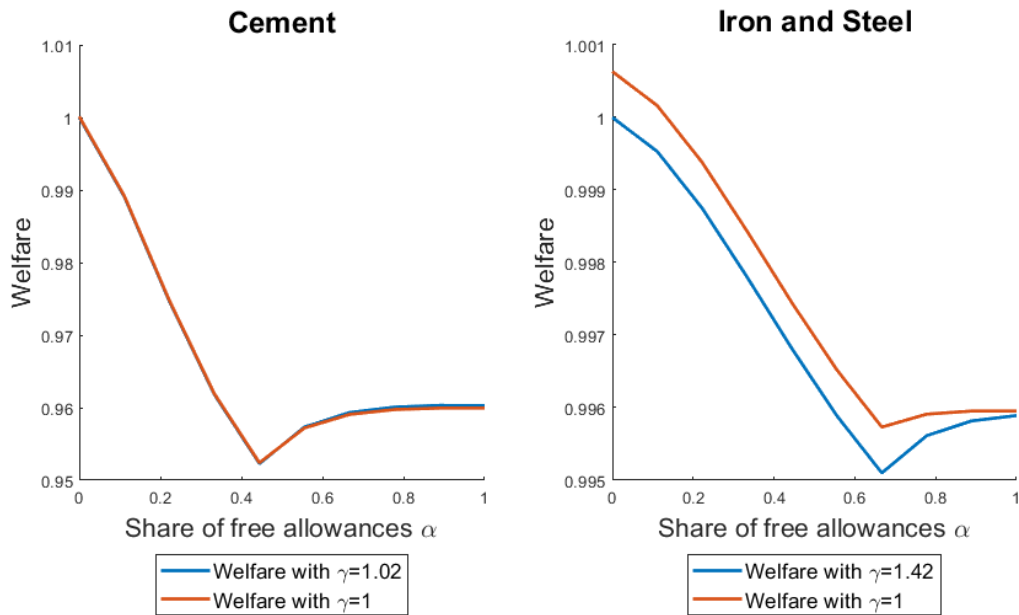 Cement
1.01
1
0.99
0.98
0.97
0.96
0.95
Welfare
0 0.2 0.4 0.6 0.8 1
Share of free allowances α
Welfare with γ=1.02
Welfare with γ=1
Iron and Steel
1.001
1
0.999
0.998
0.997
0.996
0.995
Welfare
0 0.2 0.4 0.6 0.8 1
Share of free allowances α
Welfare with γ=1.42
Welfare with γ=1